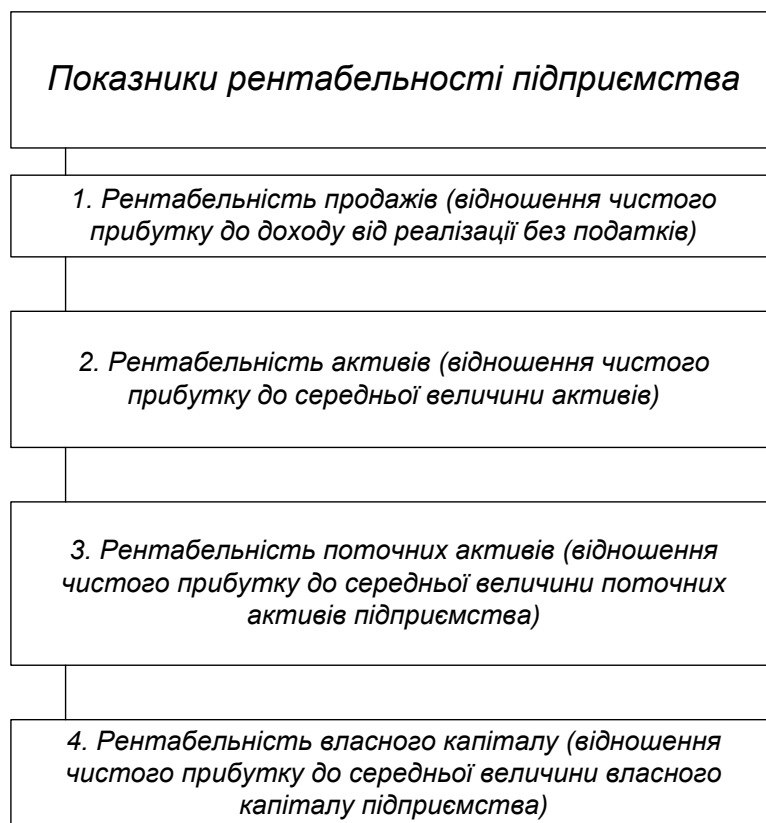 Показники рентабельності підприємства
1. Рентабельність продажів (відношення чистого
прибутку до доходу від реалізації без податків)
2. Рентабельність активів (відношення чистого
прибутку до середньої величини активів)
3. Рентабельність поточних активів (відношення
чистого прибутку до середньої величини поточних
активів підприємства)
4. Рентабельність власного капіталу (відношення
чистого прибутку до середньої величини власного
капіталу підприємства)